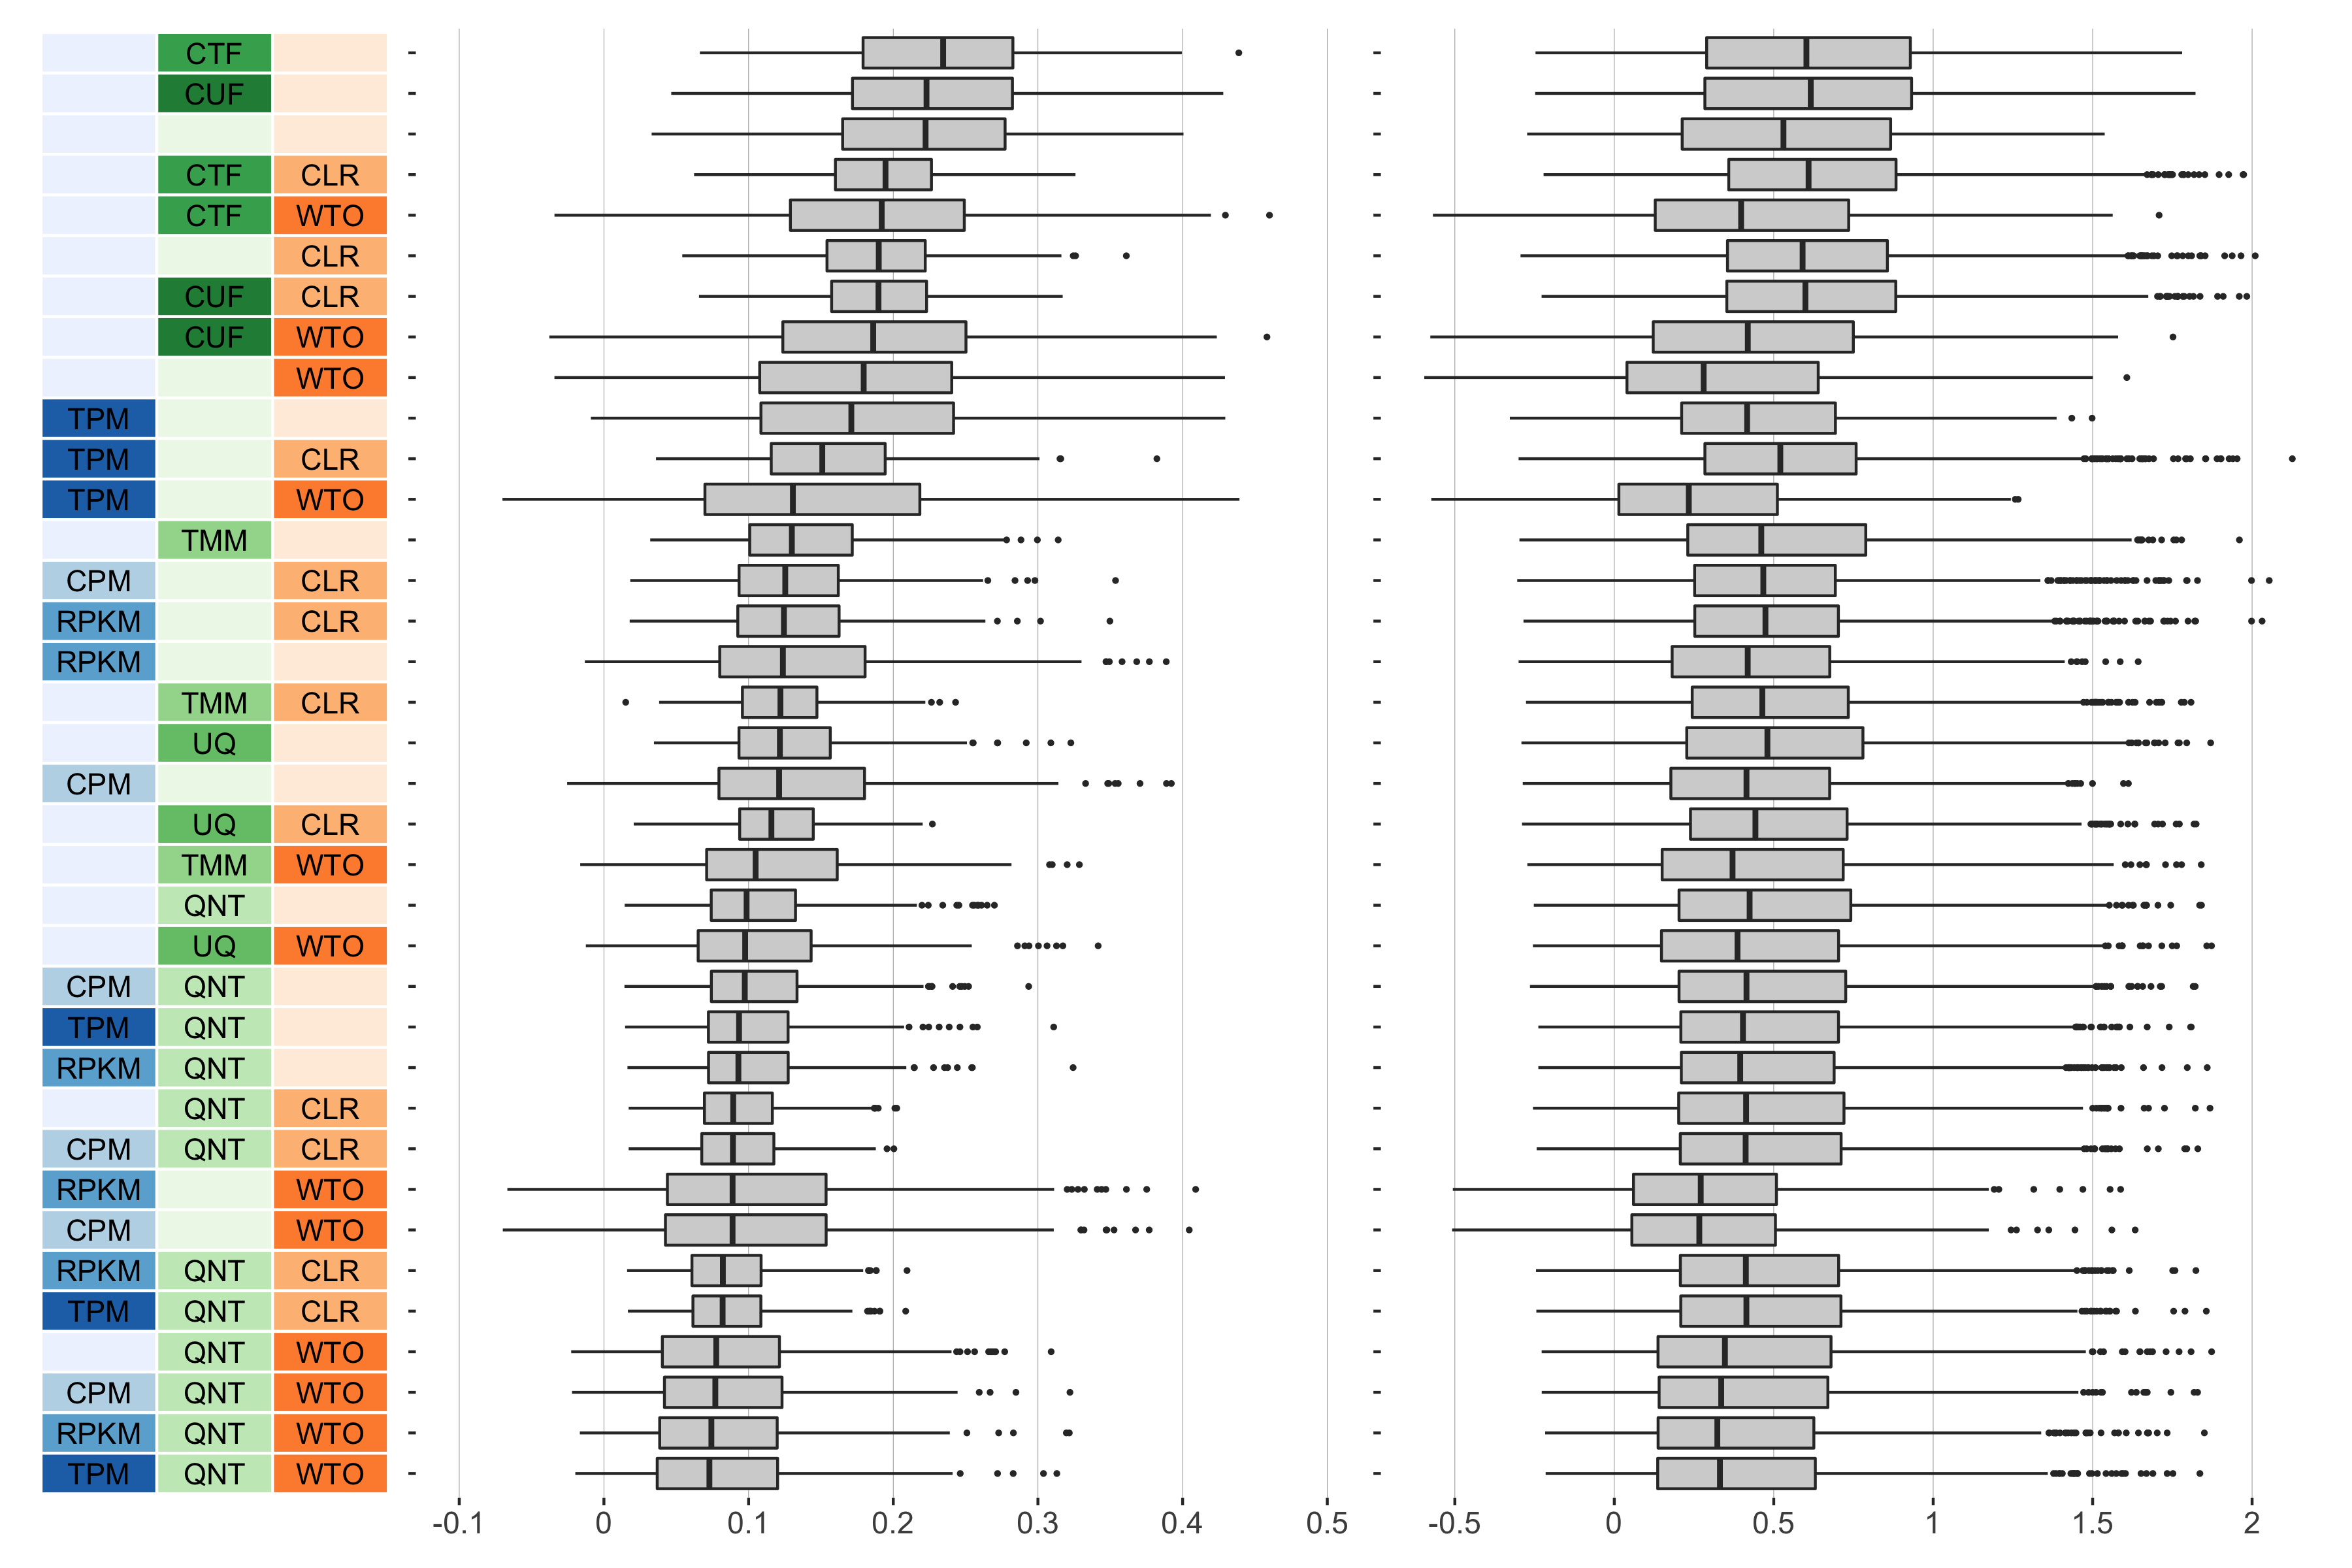 CTF
CUF
CTF CLR
CTF WTO
CLR
CUF CLR
CUF WTO
WTO
TPM
TPM CLR
TPM WTO
TMM
CPM CLR
RPKM CLR
RPKM
TMM CLR
UQ
CPM
UQ CLR
TMM WTO
QNT
UQ WTO
CPM QNT
TPM QNT
RPKM QNT
QNT CLR
CPM QNT CLR
RPKM WTO
CPM WTO
RPKM QNT CLR
TPM QNT CLR
QNT WTO
CPM QNT WTO
RPKM QNT WTO
TPM QNT WTO
-0.1 0 0.1 0.2 0.3 0.4 0.5 -0.5 0 0.5 1 1.5 2